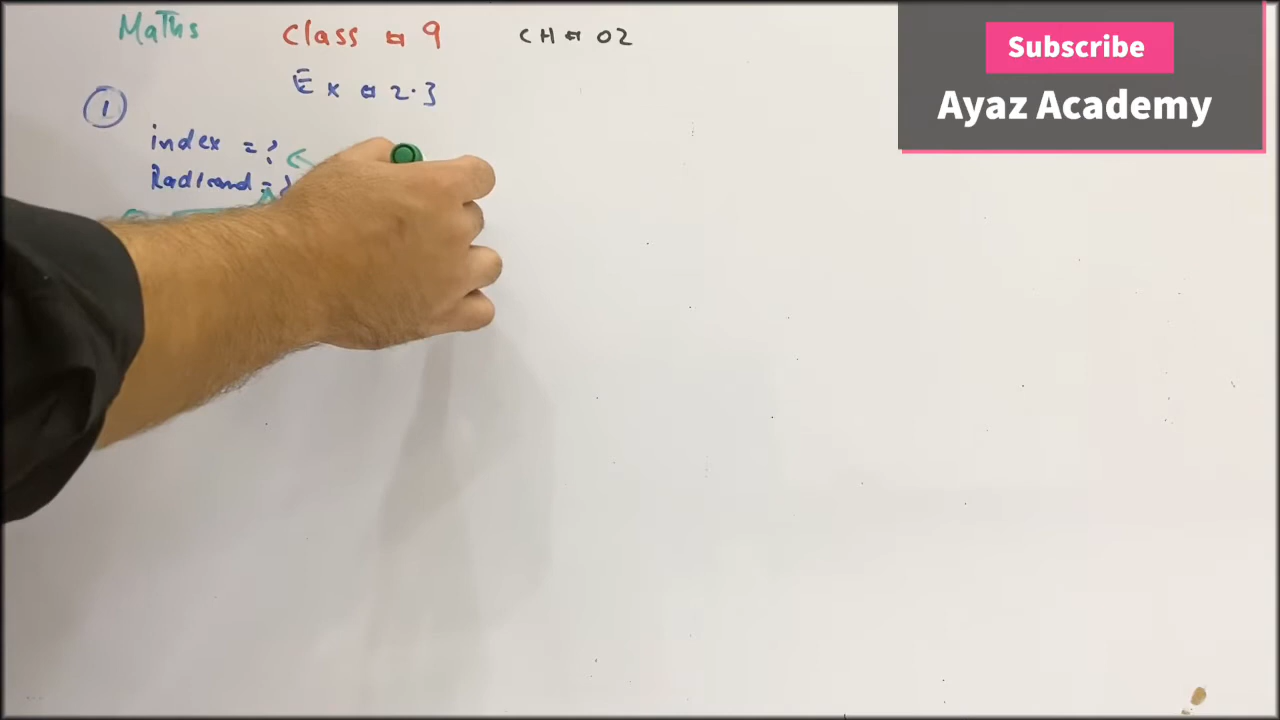 Maths Class = 9 CH = 02
Ex = 2.3
1
index = ?
Radicand = ?
Subscribe
Ayaz Academy